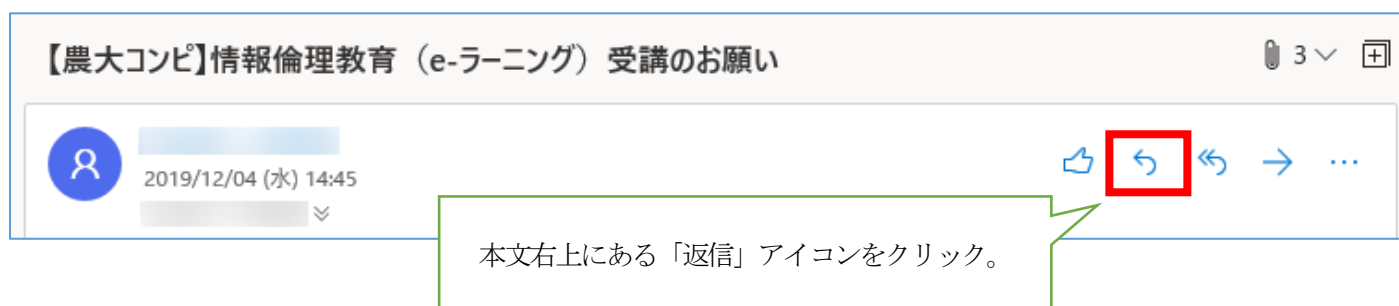 【農大コンピ】情報倫理教育（e-ラーニング）受講のお願い
3
2019/12/04 (水) 14:45
本文右上にある「返信」アイコンをクリック。